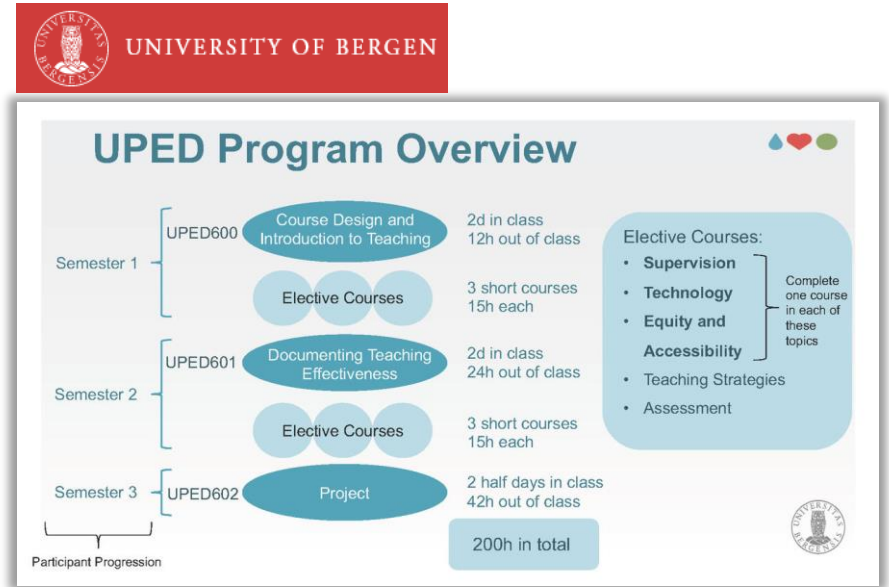 UNIVERSITAS
BERGENSIS
UNIVERSITY OF BERGEN
UPED Program Overview
Semester 1
UPED600
Course Design and
Introduction to Teaching
2d in class
12h out of class
Elective Courses
3 short courses
15h each
Semester 2
UPED601
Documenting Teaching
Effectiveness
2d in class
24h out of class
Elective Courses
3 short courses
15h each
Semester 3
UPED602
Project
2 half days in class
42h out of class
200h in total
Participant Progression
Elective Courses:
• Supervision
• Technology
• Equity and
Accessibility
• Teaching Strategies
• Assessment
Complete
one course
in each of
these
topics
UNIVERSITAS
BERGENSIS